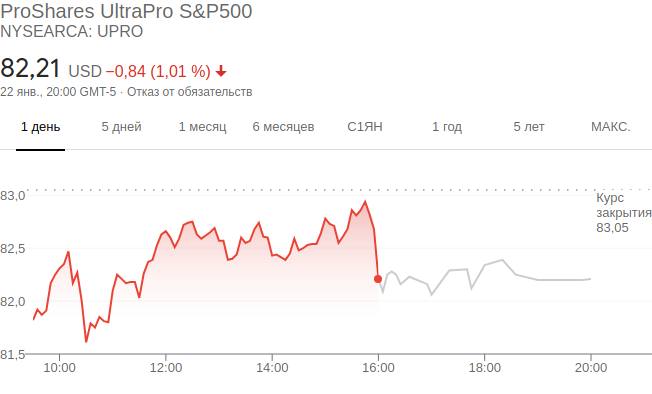 ProShares UltraPro S&P500
NYSEARCA: UPRO
82,21 USD −0,84 (1,01 %)
22 янв., 20:00 GMT-5 · Отказ от обязательств
1 день 5 дней 1 месяц 6 месяцев С1ЯН 1 год 5 лет МАКС.
83,0
Курс
закрытия
83,05
82,5
82,0
81,5
10:00 12:00 14:00 16:00 18:00 20:00